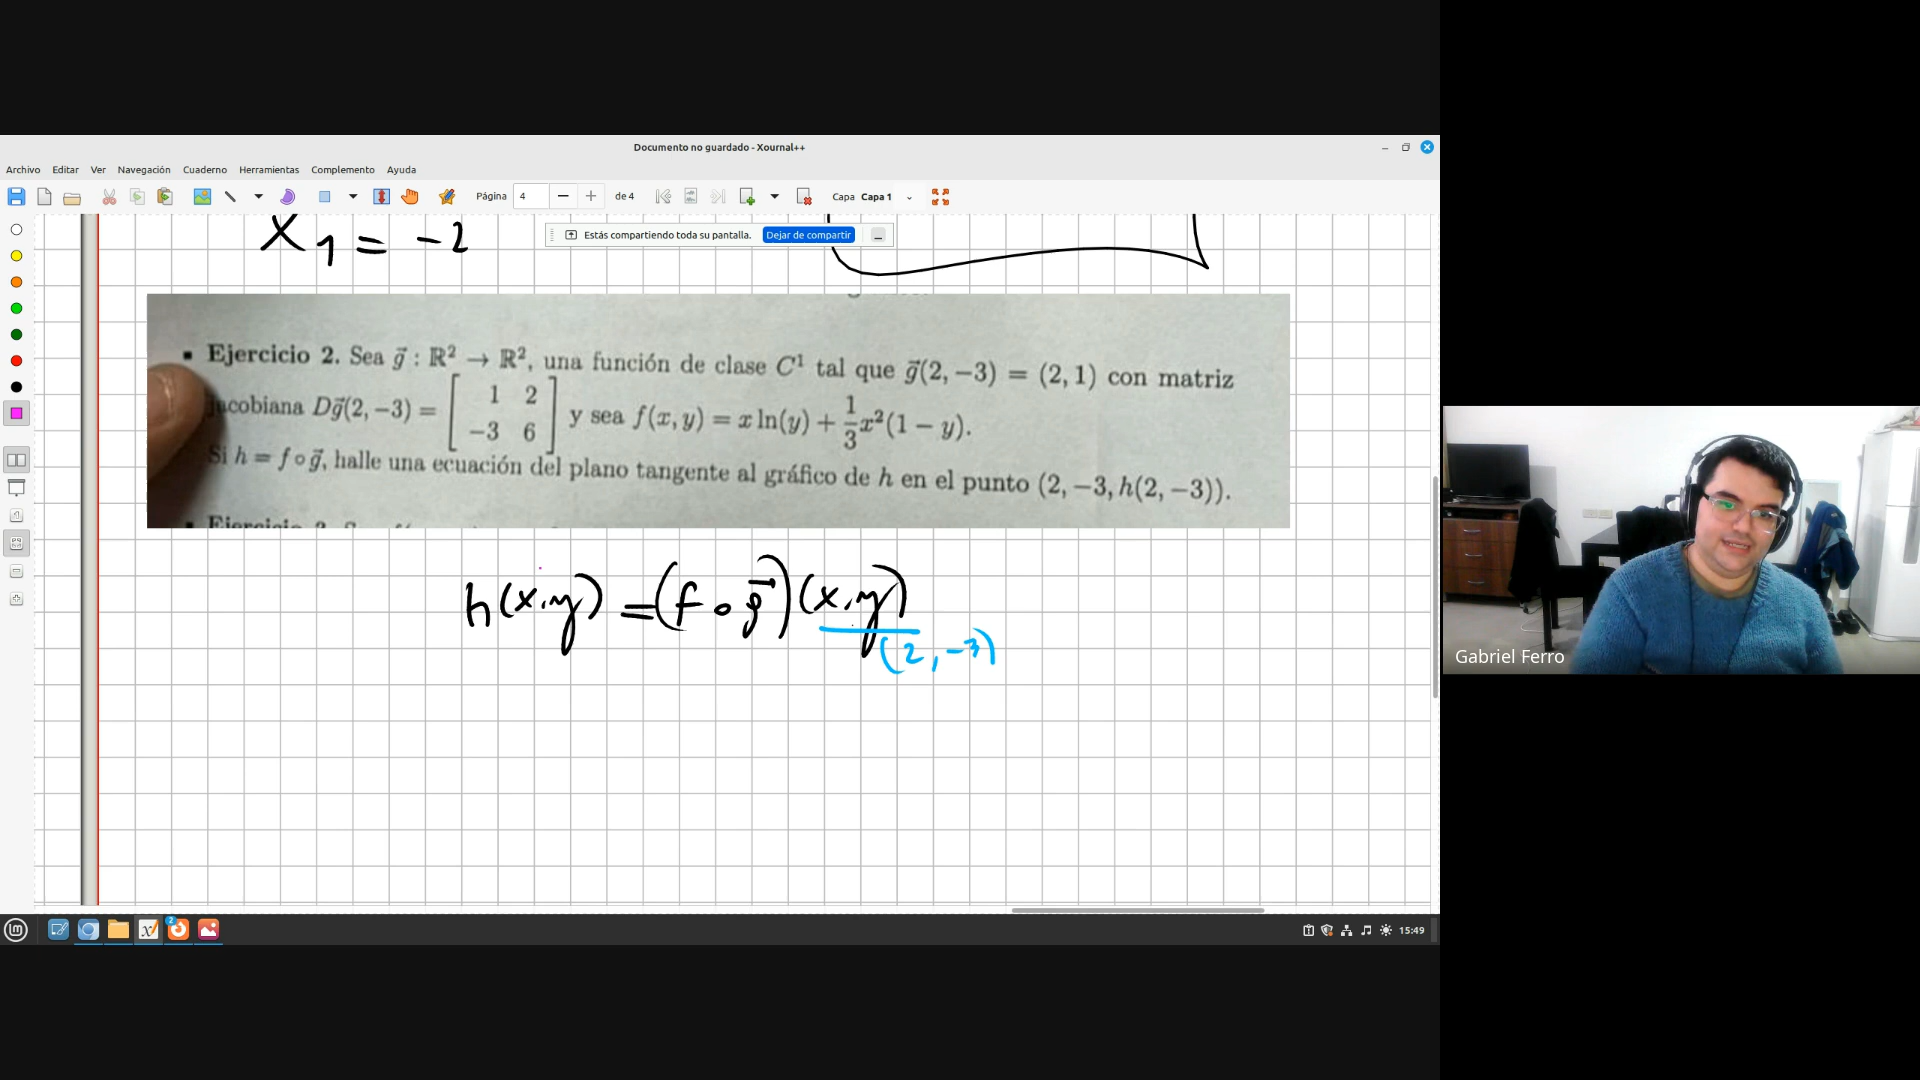 Documento no guardado - Xournal++
Archivo Editar Ver Navegación Cuaderno Herramientas Complemento Ayuda
Página 4 de 4 Capa Capa 1
x1 = -2
Estás compartiendo toda su pantalla. Dejar de compartir
▪ Ejercicio 2. Sea g⃗ : ℝ² → ℝ², una función de clase C¹ tal que g⃗(2, −3) = (2, 1) con matriz
jacobiana Dg⃗(2, −3) = [ 1 2 ; −3 6 ] y sea f(x, y) = x ln(y) + 1/3 x²(1 − y).
Si h = f ∘ g⃗, halle una ecuación del plano tangente al gráfico de h en el punto (2, −3, h(2, −3)).
h(x,y) = (f ∘ g⃗)(x,y)
(2, -3)
Gabriel Ferro
2
15:49